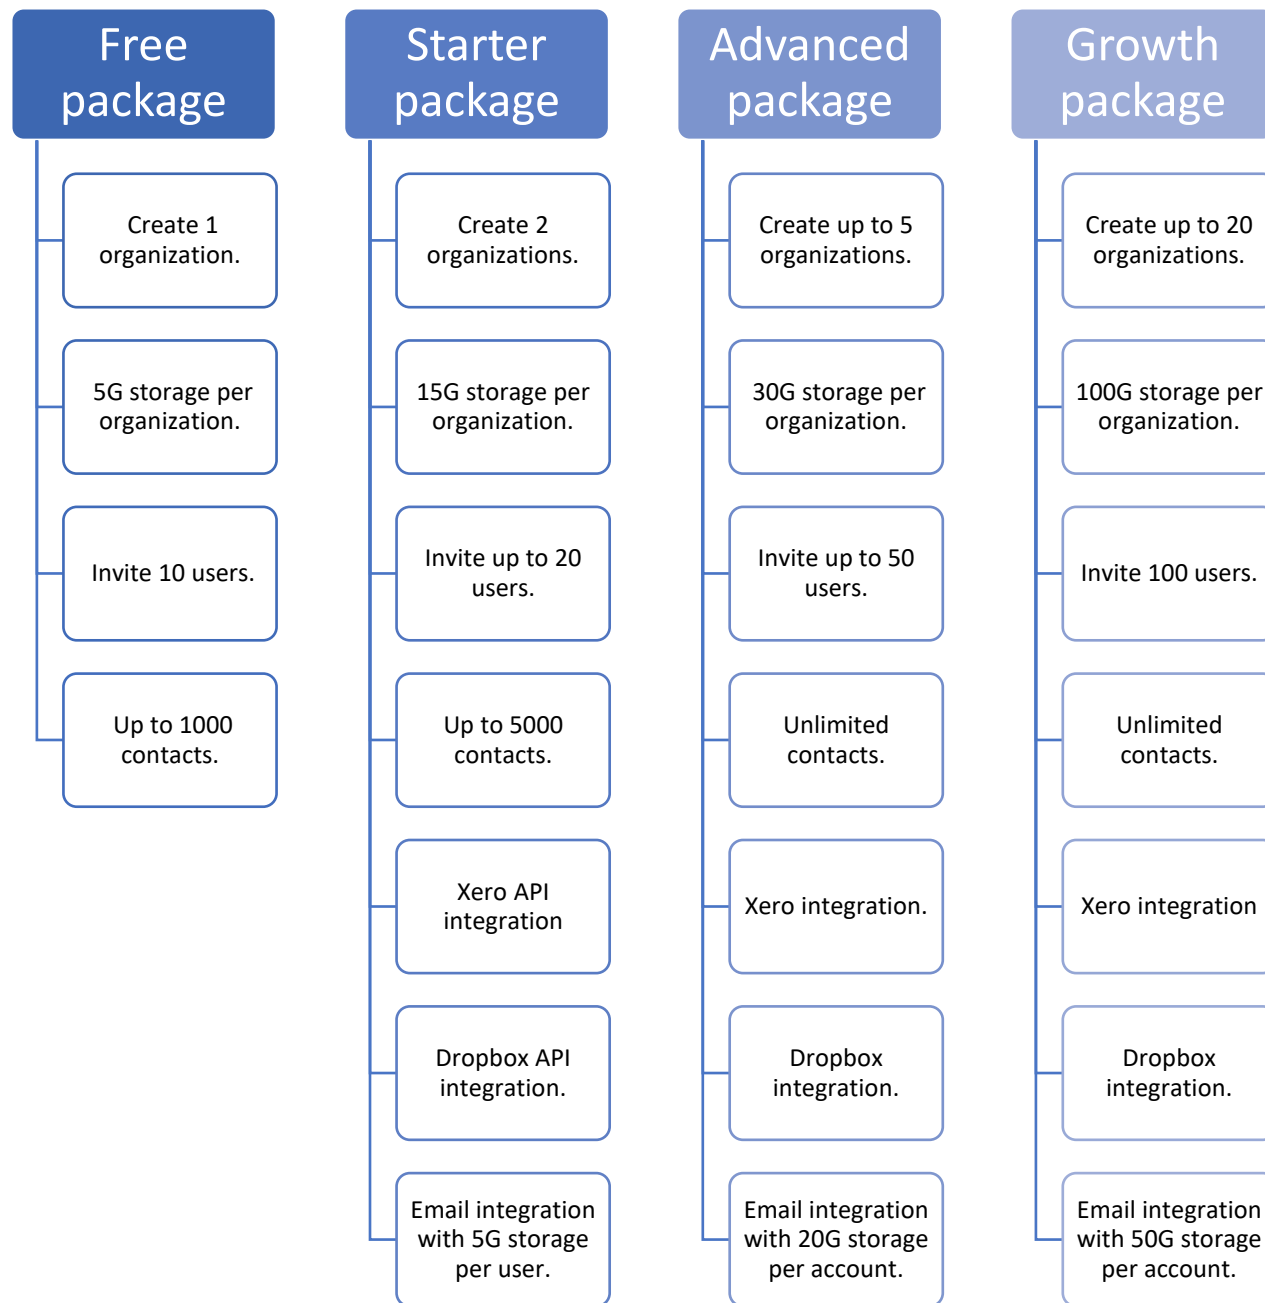 Free
package
Create 1
organization.
5G storage per
organization.
Invite 10 users.
Up to 1000
contacts.
Starter
package
Create 2
organizations.
15G storage per
organization.
Invite up to 20
users.
Up to 5000
contacts.
Xero API
integration
Dropbox API
integration.
Email integration
with 5G storage
per user.
Advanced
package
Create up to 5
organizations.
30G storage per
organization.
Invite up to 50
users.
Unlimited
contacts.
Xero integration.
Dropbox
integration.
Email integration
with 20G storage
per account.
Growth
package
Create up to 20
organizations.
100G storage per
organization.
Invite 100 users.
Unlimited
contacts.
Xero integration
Dropbox
integration.
Email integration
with 50G storage
per account.